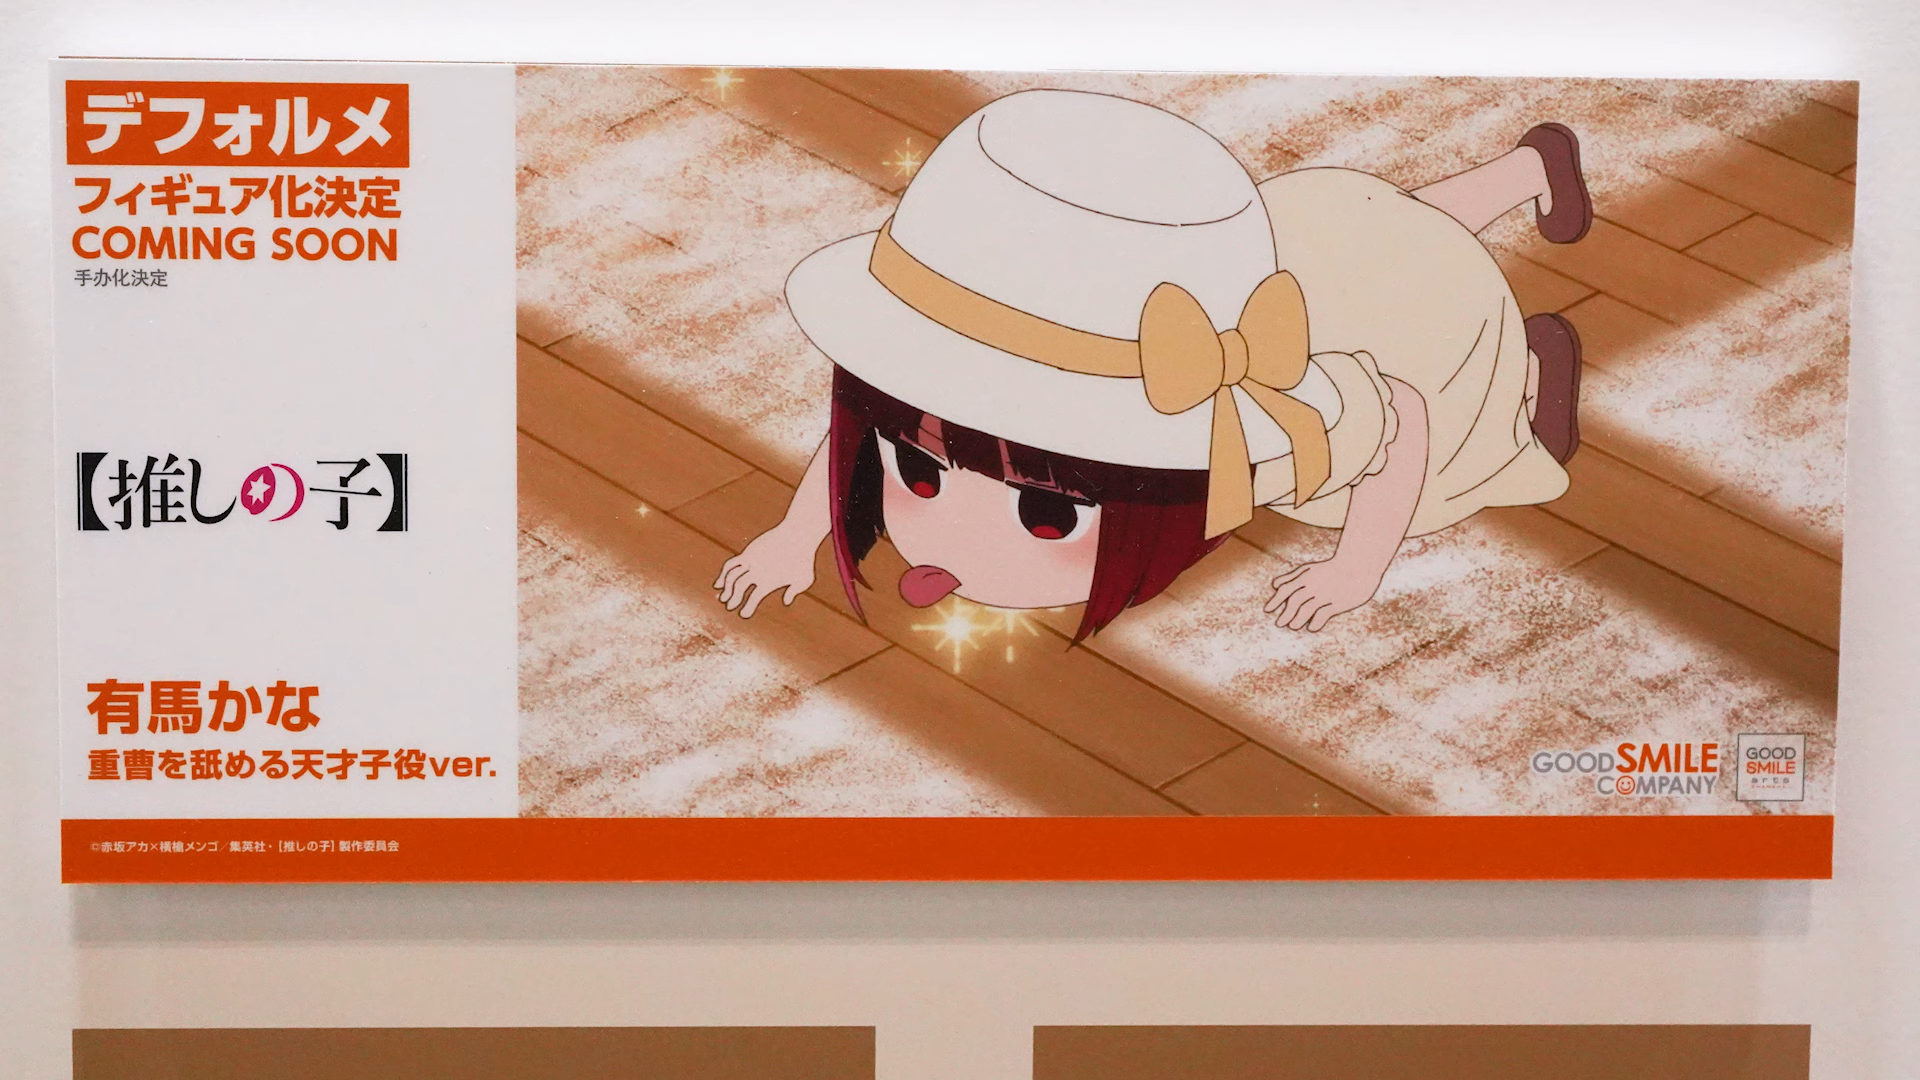 デフォルメ
フィギュア化決定
COMING SOON
手办化決定
【推しの子】
有馬かな
重曹を舐める天才子役ver.
GOOD SMILE
COMPANY
GOOD
SMILE
arts
©赤坂アカ×横槍メンゴ／集英社・【推しの子】製作委員会